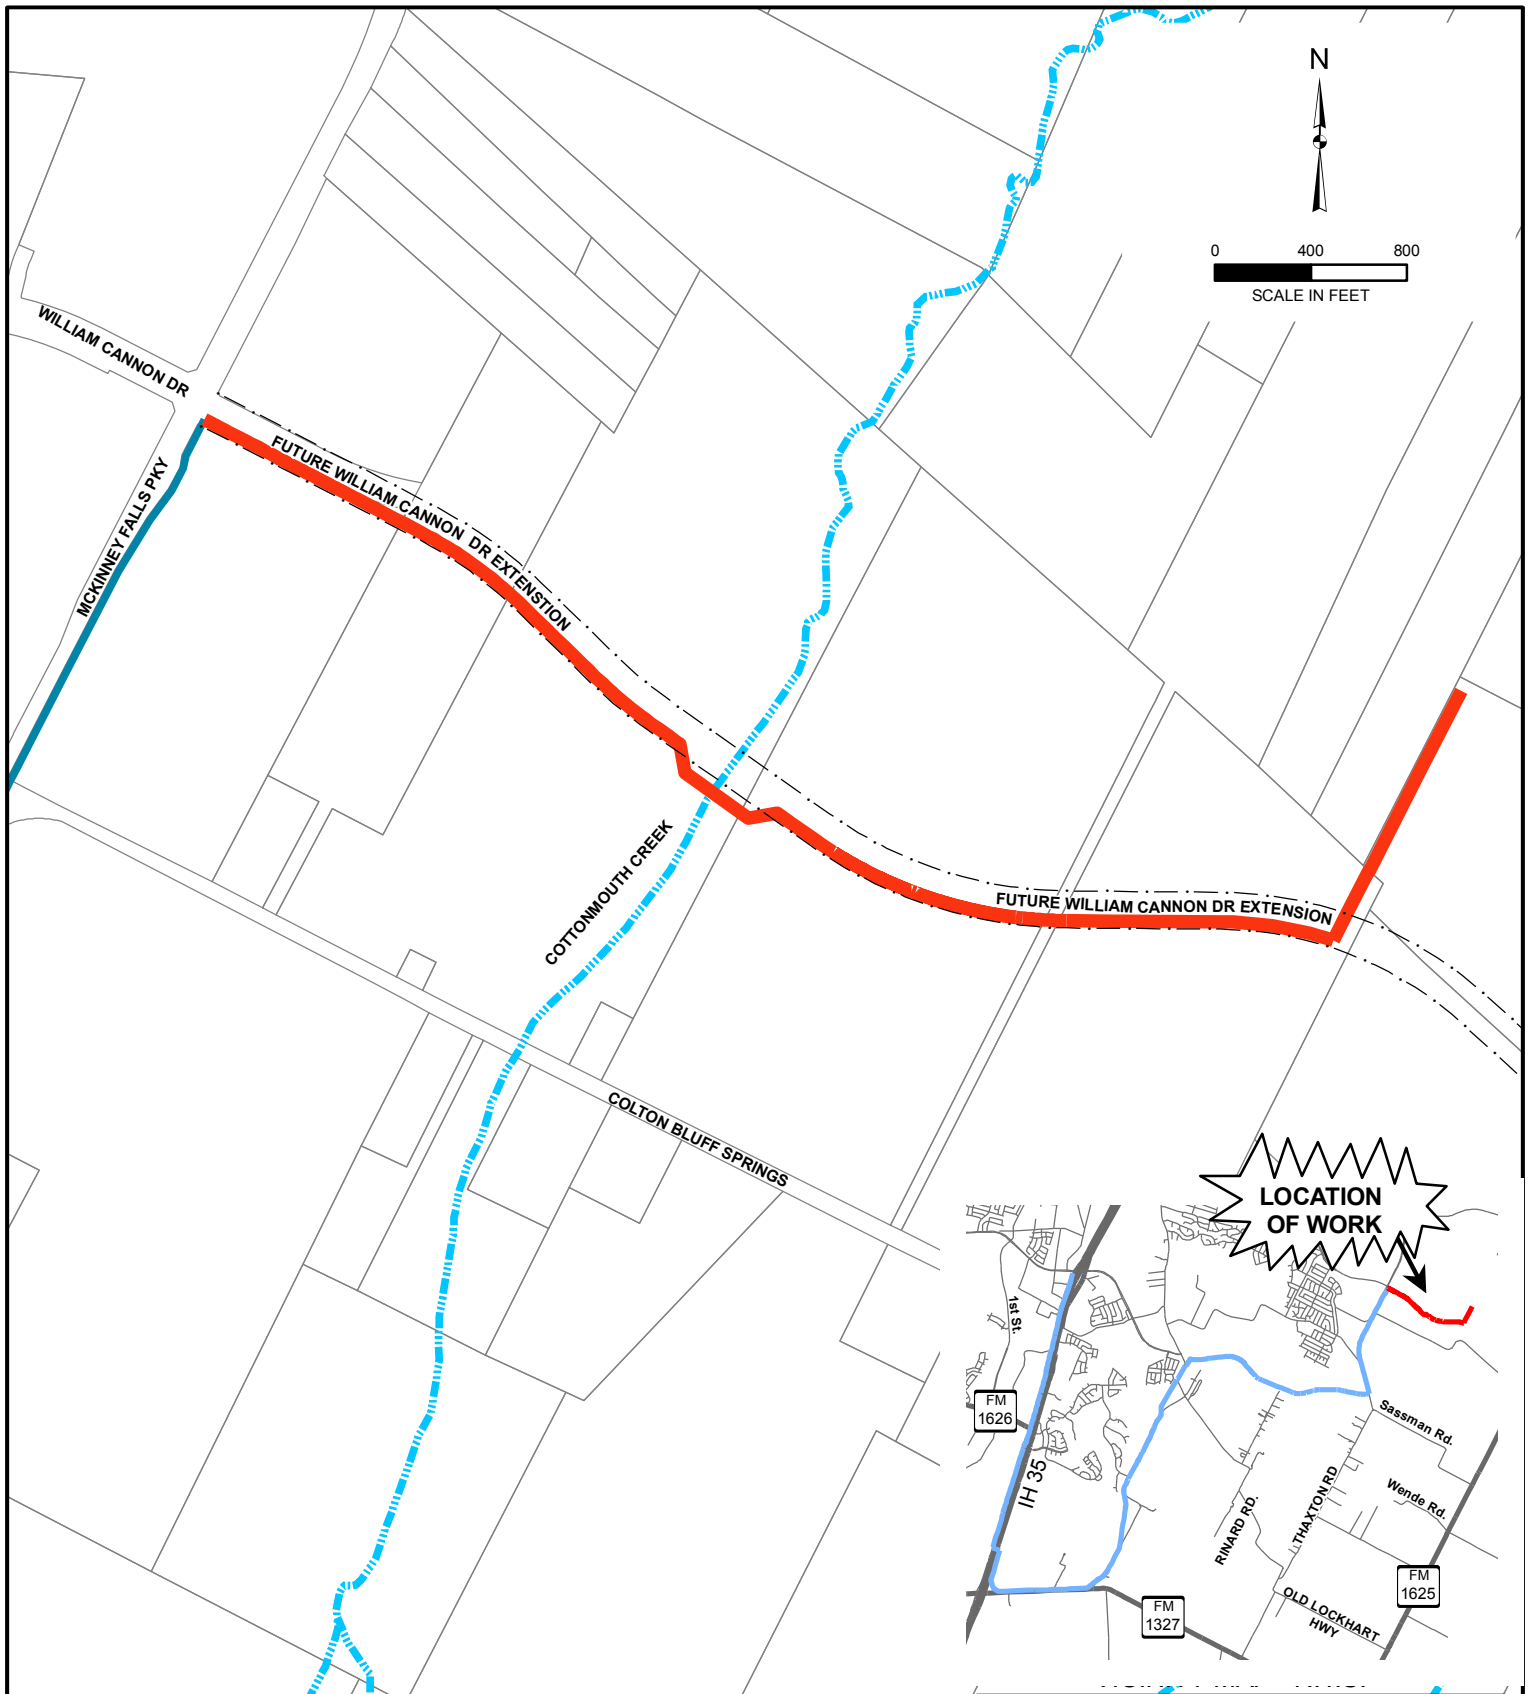 N
0 400 800
SCALE IN FEET
WILLIAM CANNON DR
MCKINNEY FALLS PKY
FUTURE WILLIAM CANNON DR EXTENSTION
COTTONMOUTH CREEK
FUTURE WILLIAM CANNON DR EXTENSION
COLTON BLUFF SPRINGS
LOCATION
OF WORK
1st St.
FM
1626
IH 35
Sassman Rd.
Wende Rd.
RINARD RD.
THAXTON RD
FM
1625
OLD LOCKHART
HWY
FM
1327